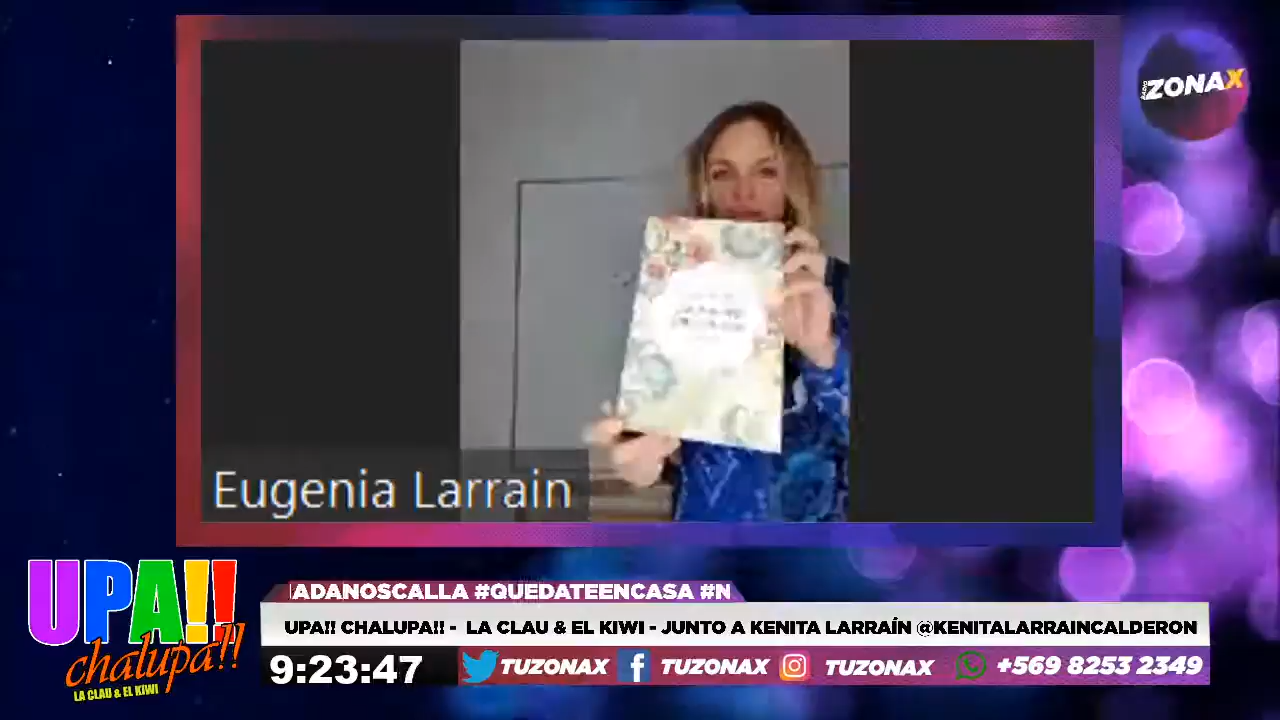 RADIO
ZONAX
Eugenia Larrain
UPA!!
chalupa!!
LA CLAU & EL KIWI
ADANOSCALLA #QUEDATEENCASA #N
UPA!! CHALUPA!! - LA CLAU & EL KIWI - JUNTO A KENITA LARRAÍN @KENITALARRAINCALDERON
9:23:47 TUZONAX TUZONAX TUZONAX +569 8253 2349